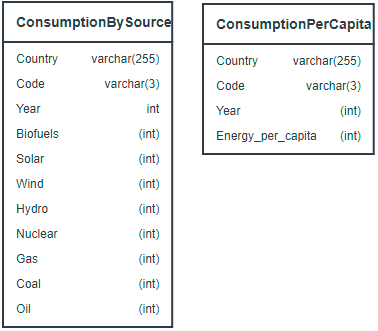 ConsumptionBySource
Country varchar(255)
Code varchar(3)
Year int
Biofuels (int)
Solar (int)
Wind (int)
Hydro (int)
Nuclear (int)
Gas (int)
Coal (int)
Oil (int)
ConsumptionPerCapita
Country varchar(255)
Code varchar(3)
Year (int)
Energy_per_capita (int)